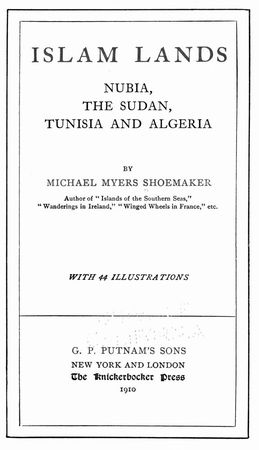 ISLAM LANDS
NUBIA,
THE SUDAN,
TUNISIA AND ALGERIA
BY
MICHAEL MYERS SHOEMAKER
Author of "Islands of the Southern Seas,"
"Wanderings in Ireland," "Winged Wheels in France," etc.
WITH 44 ILLUSTRATIONS
G. P. PUTNAM'S SONS
NEW YORK AND LONDON
The Knickerbocker Press
1910